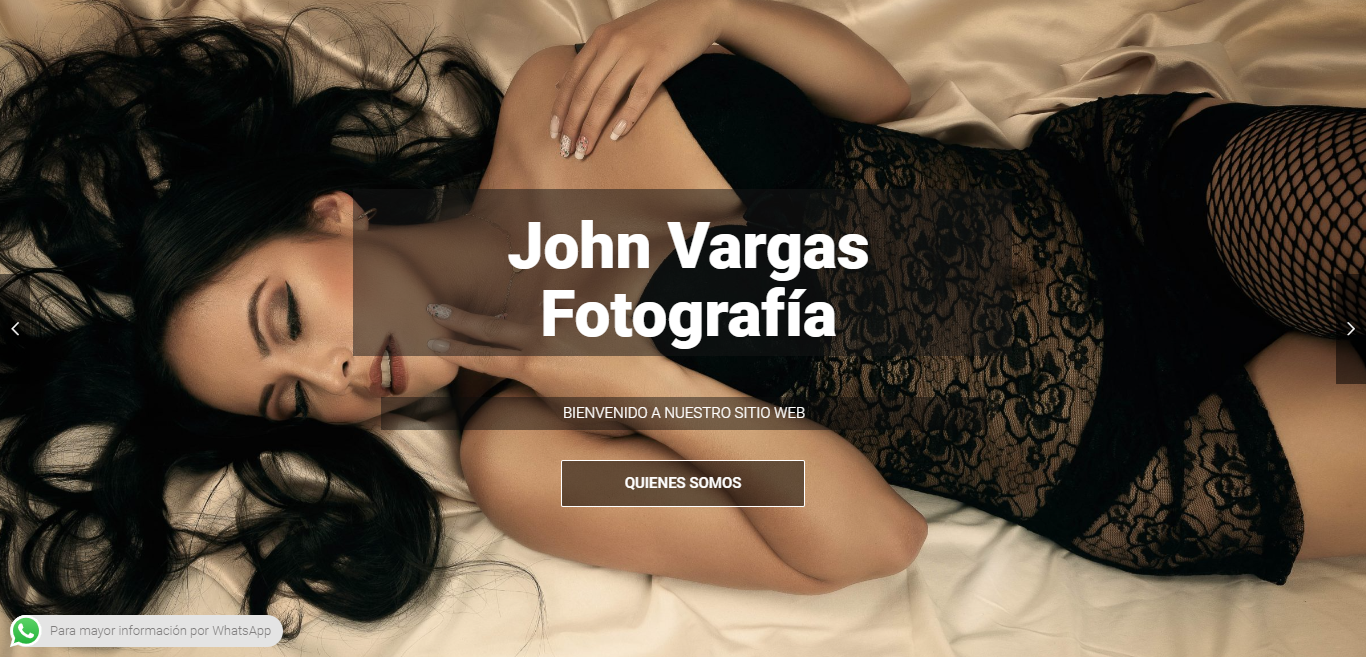 John Vargas
Fotografía
BIENVENIDO A NUESTRO SITIO WEB
QUIENES SOMOS
Para mayor información por WhatsApp